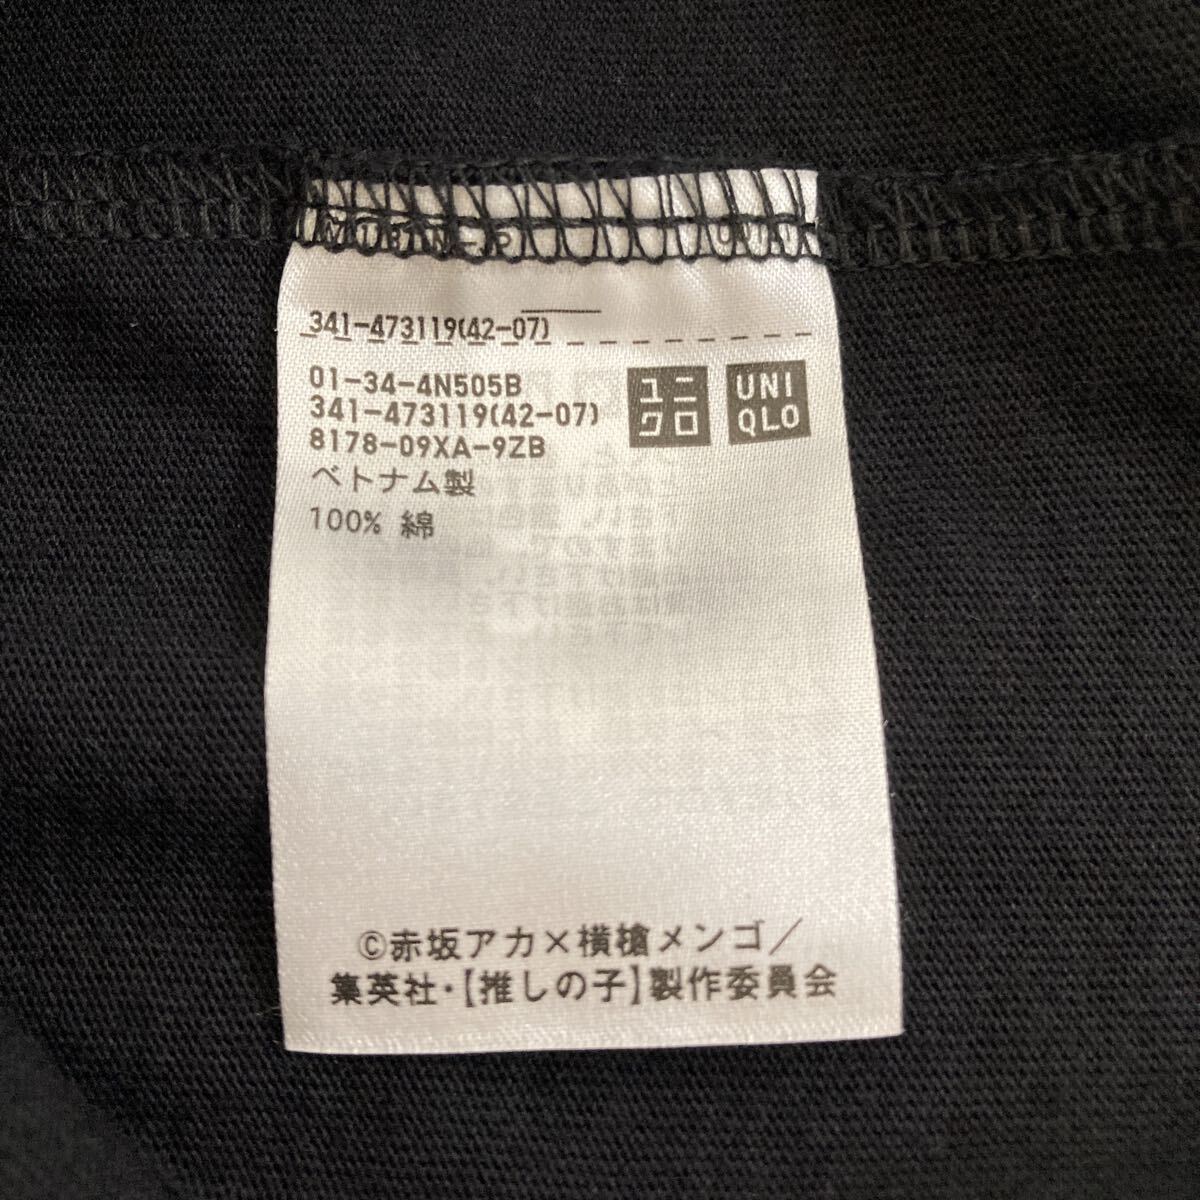 341-473119(42-07)
01-34-4N505B
341-473119(42-07)
8178-09XA-9ZB
ベトナム製
100% 綿
ユニ
クロ
UNI
QLO
©赤坂アカ×横槍メンゴ/
集英社・【推しの子】製作委員会